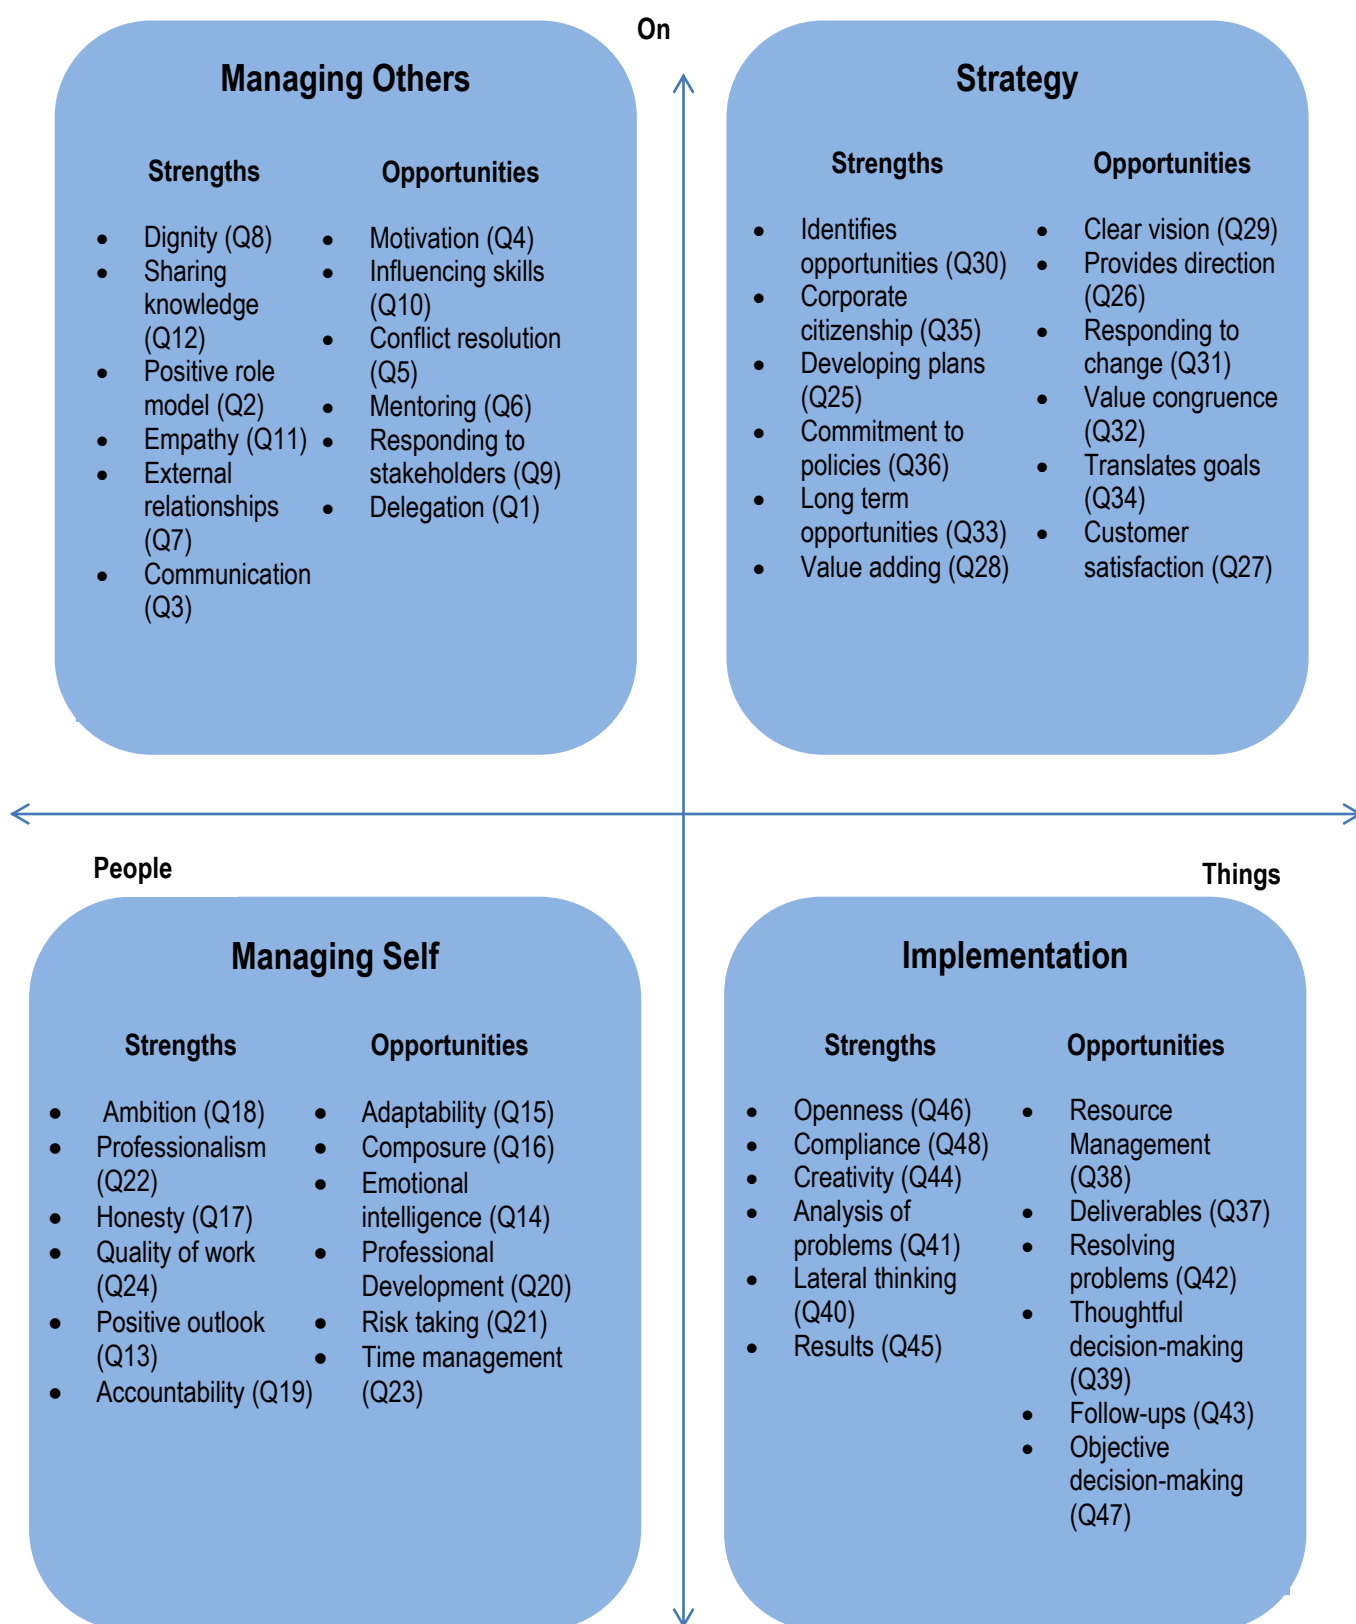 On
Managing Others
Strengths
Opportunities
Dignity (Q8)
Sharing
knowledge
(Q12)
Positive role
model (Q2)
Empathy (Q11)
External
relationships
(Q7)
Communication
(Q3)
Motivation (Q4)
Influencing skills
(Q10)
Conflict resolution
(Q5)
Mentoring (Q6)
Responding to
stakeholders (Q9)
Delegation (Q1)
Strategy
Strengths
Opportunities
Identifies
opportunities (Q30)
Corporate
citizenship (Q35)
Developing plans
(Q25)
Commitment to
policies (Q36)
Long term
opportunities (Q33)
Value adding (Q28)
Clear vision (Q29)
Provides direction
(Q26)
Responding to
change (Q31)
Value congruence
(Q32)
Translates goals
(Q34)
Customer
satisfaction (Q27)
People
Things
Managing Self
Strengths
Opportunities
Ambition (Q18)
Professionalism
(Q22)
Honesty (Q17)
Quality of work
(Q24)
Positive outlook
(Q13)
Accountability (Q19)
Adaptability (Q15)
Composure (Q16)
Emotional
intelligence (Q14)
Professional
Development (Q20)
Risk taking (Q21)
Time management
(Q23)
Implementation
Strengths
Opportunities
Openness (Q46)
Compliance (Q48)
Creativity (Q44)
Analysis of
problems (Q41)
Lateral thinking
(Q40)
Results (Q45)
Resource
Management
(Q38)
Deliverables (Q37)
Resolving
problems (Q42)
Thoughtful
decision-making
(Q39)
Follow-ups (Q43)
Objective
decision-making
(Q47)